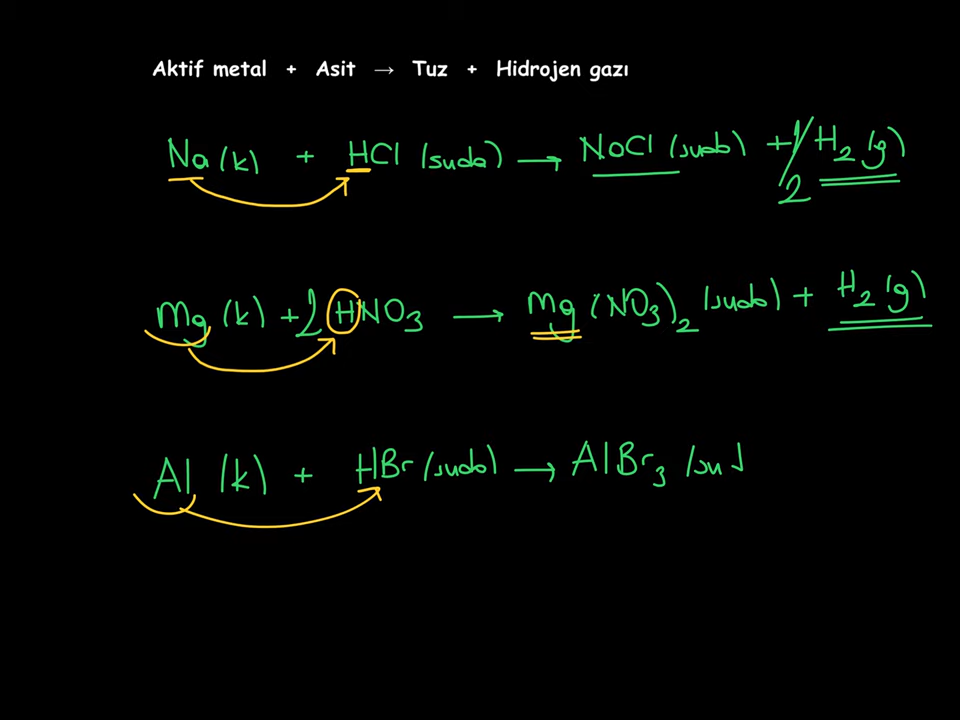 Aktif metal + Asit → Tuz + Hidrojen gazı
Na (k) + HCl (suda) → NaCl (suda) + 1/2 H2 (g)
Mg (k) + 2 HNO3 → Mg(NO3)2 (suda) + H2 (g)
Al (k) + HBr (suda) → AlBr3 (sud